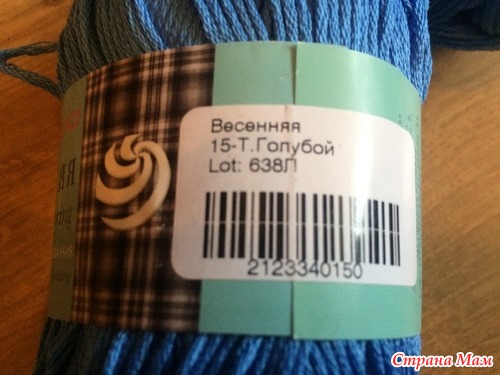 Весенняя
15-Т.Голубой
Lot: 638Л
2123340150
Страна Мам